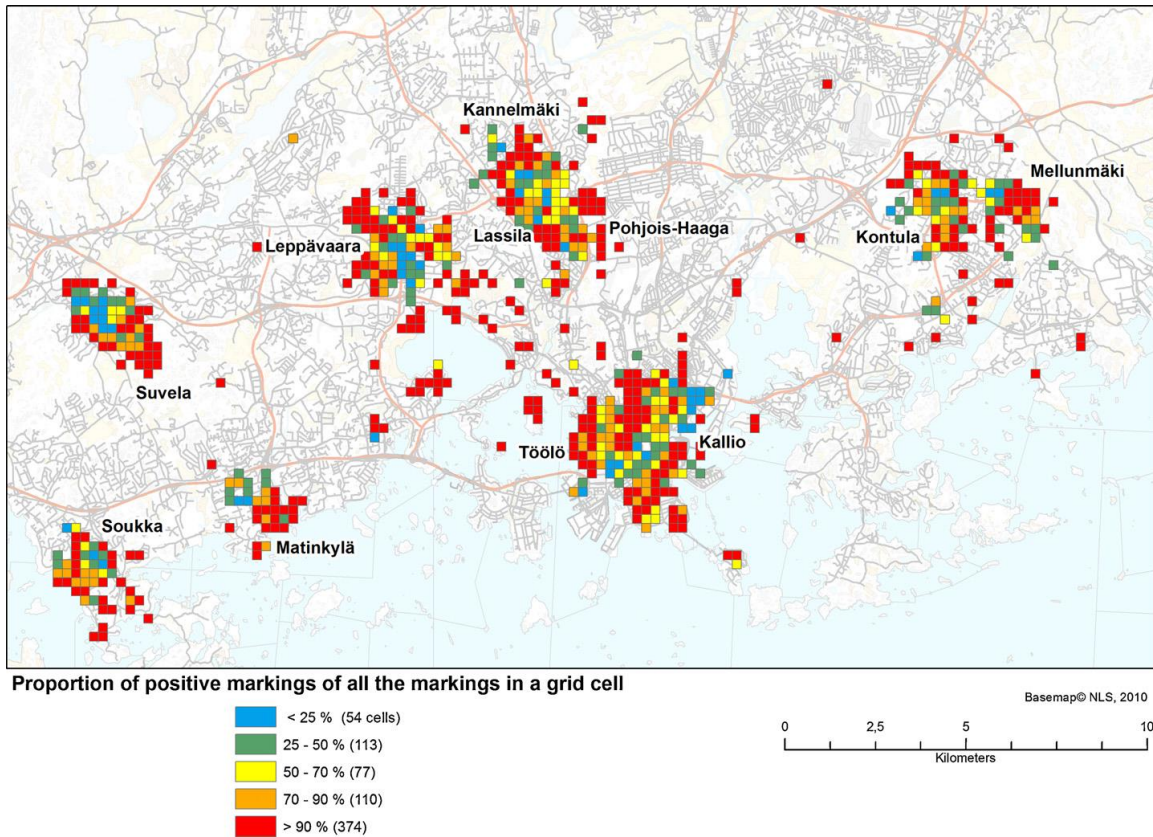 Kannelmäki
Mellunmäki
Pohjois-Haaga
Lassila
Kontula
Leppävaara
Suvela
Kallio
Töölö
Soukka
Matinkylä
Proportion of positive markings of all the markings in a grid cell
Basemap© NLS, 2010
< 25 % (54 cells)
25 - 50 % (113)
50 - 70 % (77)
70 - 90 % (110)
> 90 % (374)
0 2,5 5 10
Kilometers